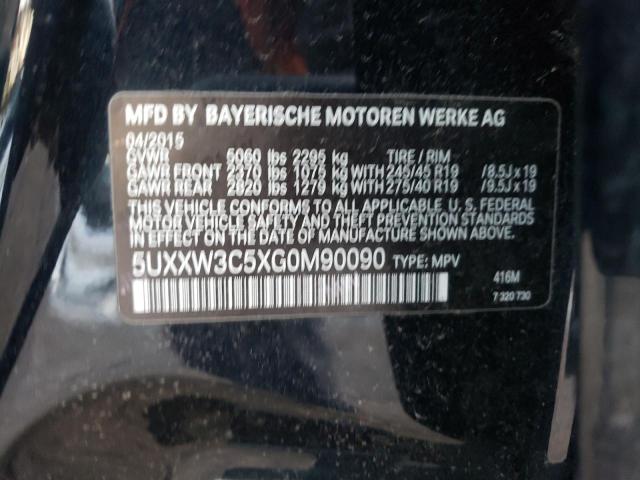 MFD BY BAYERISCHE MOTOREN WERKE AG
04/2015
GVWR 5060 lbs 2295 kg TIRE / RIM
GAWR FRONT 2370 lbs 1075 kg WITH 245/45 R19 /8.5J x 19
GAWR REAR 2820 lbs 1279 kg WITH 275/40 R19 /9.5J x 19
THIS VEHICLE CONFORMS TO ALL APPLICABLE U. S. FEDERAL
MOTOR VEHICLE SAFETY AND THEFT PREVENTION STANDARDS
IN EFFECT ON THE DATE OF MANUFACTURE SHOWN ABOVE.
5UXXW3C5XG0M90090 TYPE: MPV
416M
7 320 730